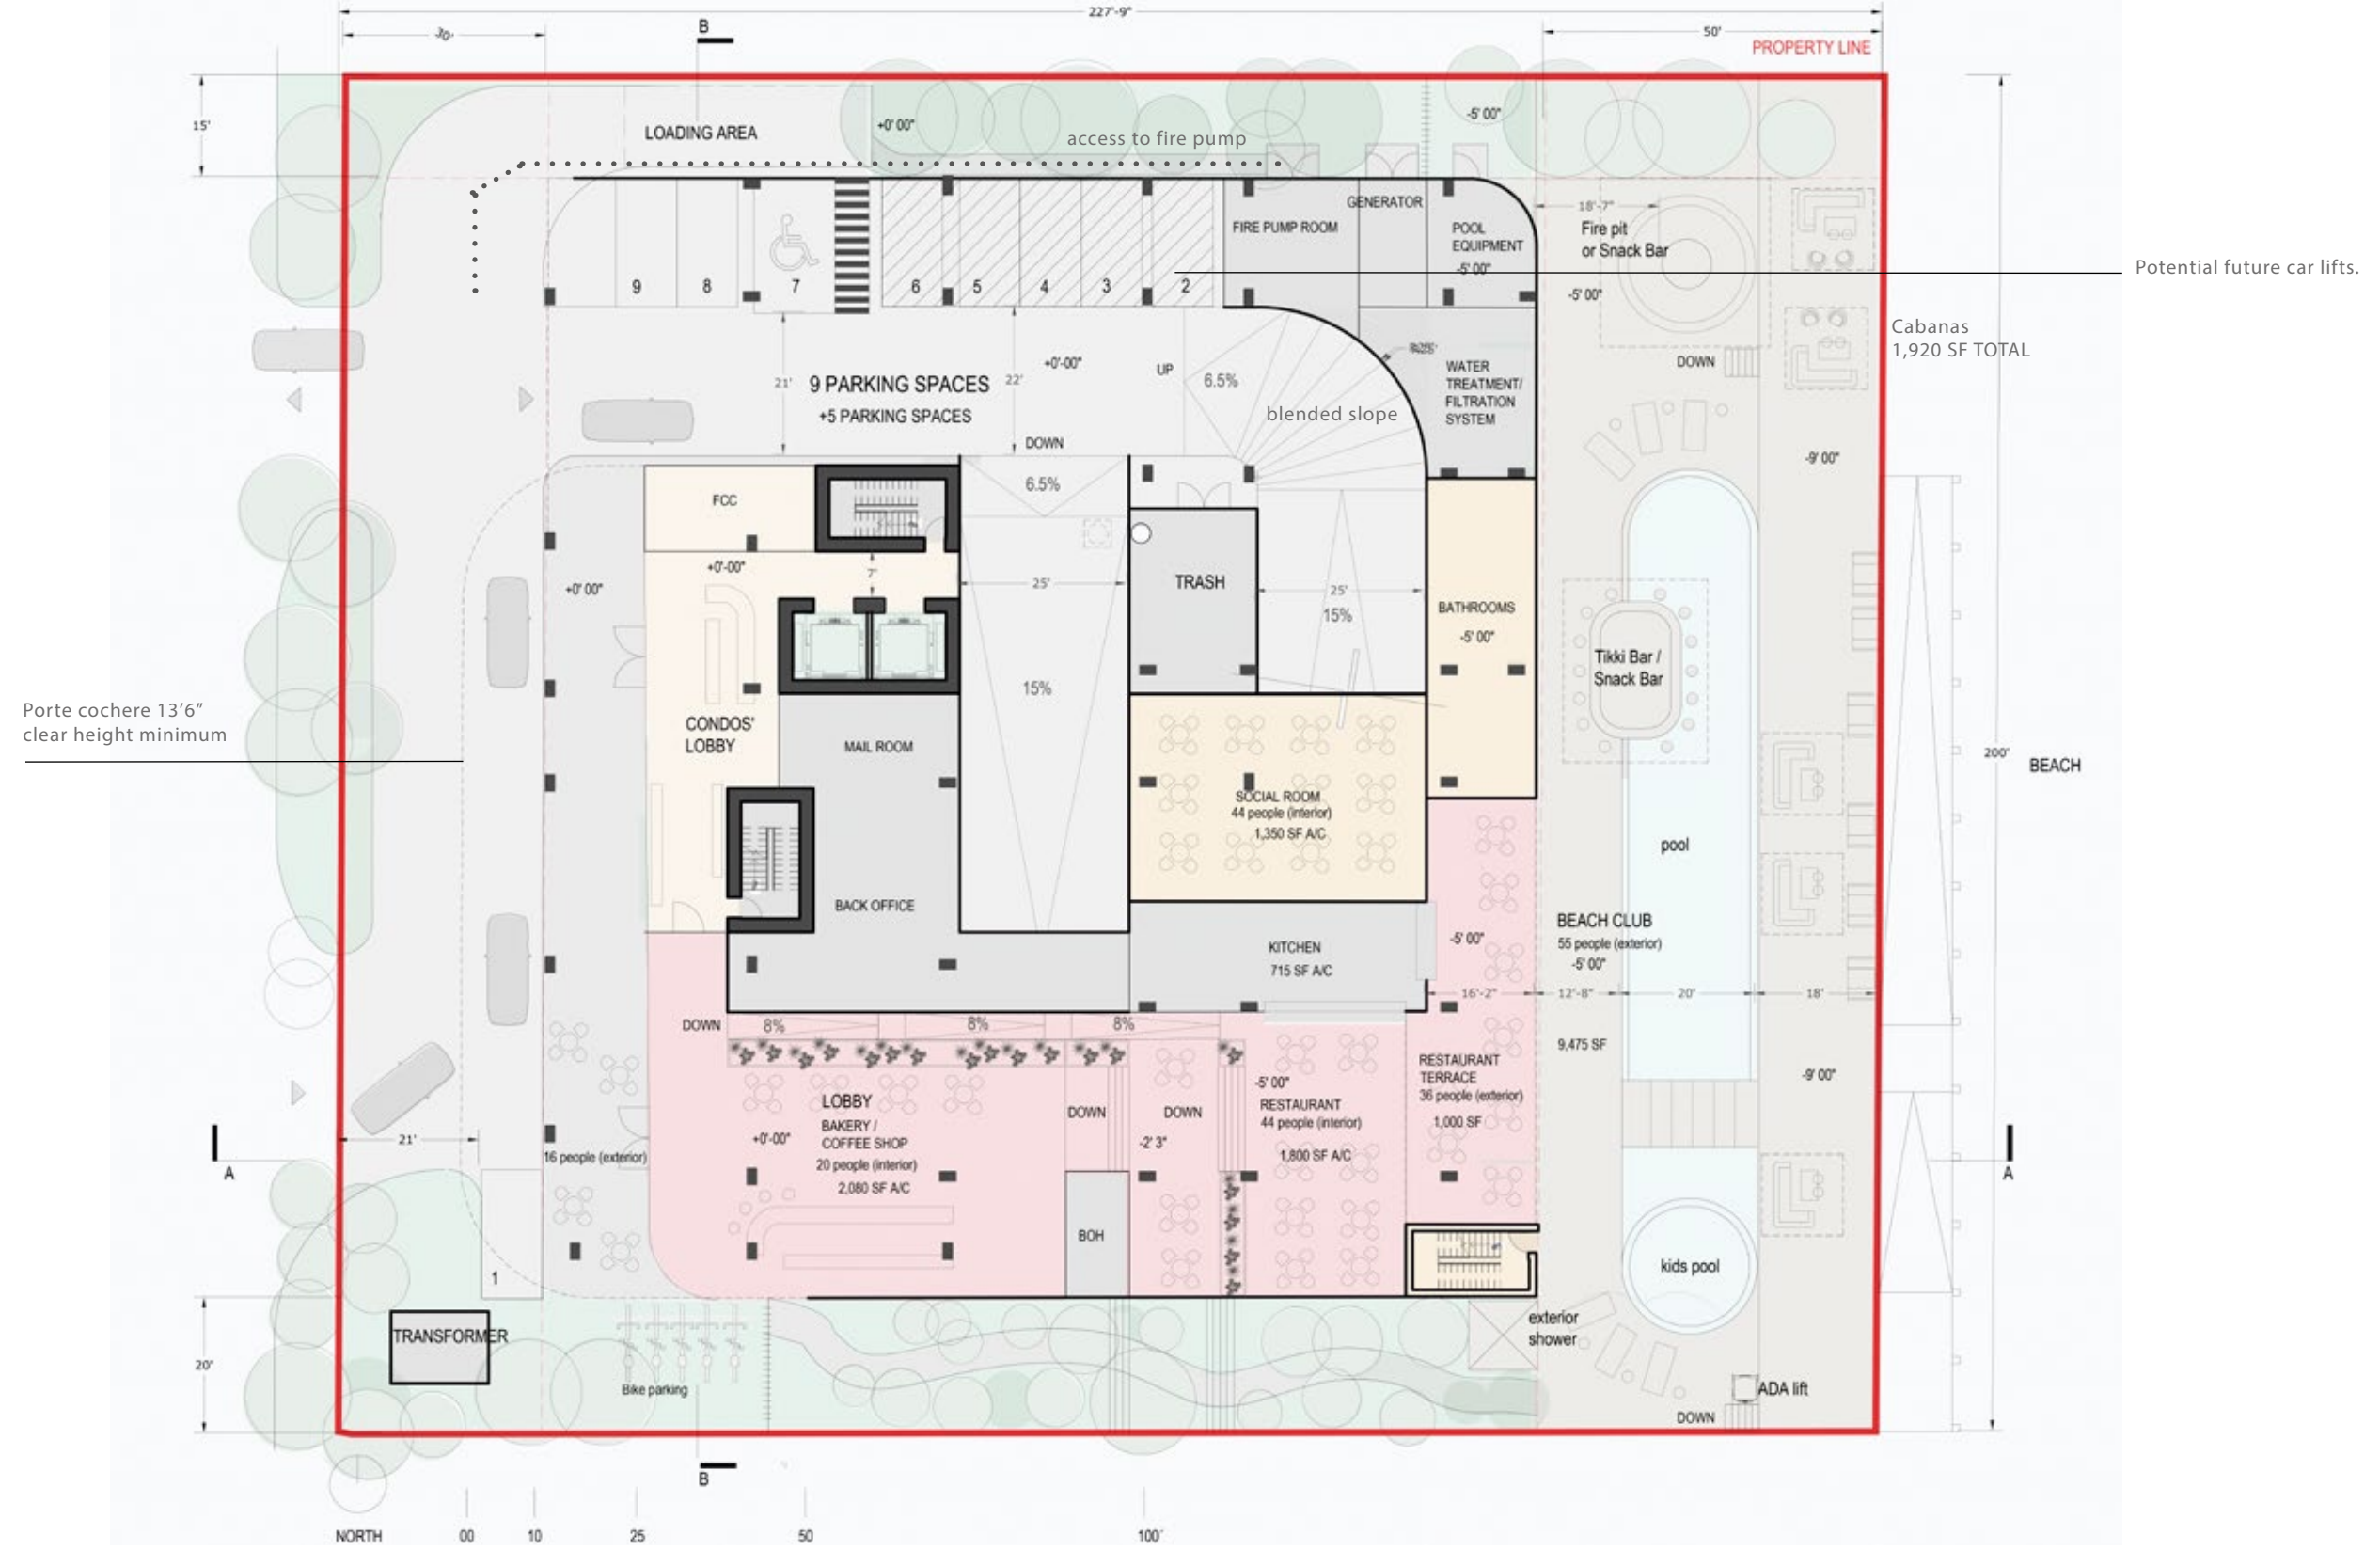 227'-9"
B
30'
50'
PROPERTY LINE
15'
LOADING AREA
+0' 00"
access to fire pump
-5' 00"
GENERATOR
FIRE PUMP ROOM
POOL
EQUIPMENT
-5' 00"
18'-7"
Fire pit
or Snack Bar
-5' 00"
Potential future car lifts.
9
8
7
6
5
4
3
2
Cabanas
1,920 SF TOTAL
21'
9 PARKING SPACES
+5 PARKING SPACES
22'
+0'-00"
UP
6.5%
blended slope
WATER
TREATMENT/
FILTRATION
SYSTEM
DOWN
DOWN
6.5%
-9' 00"
FCC
+0'-00"
7'
+0' 00"
25'
TRASH
25'
15%
BATHROOMS
-5' 00"
15%
Tikki Bar /
Snack Bar
Porte cochere 13'6"
clear height minimum
CONDOS'
LOBBY
MAIL ROOM
200'
BEACH
SOCIAL ROOM
44 people (interior)
1,350 SF A/C
pool
BACK OFFICE
KITCHEN
715 SF A/C
-5' 00"
BEACH CLUB
55 people (exterior)
-5' 00"
16'-2"
12'-8"
20'
18'
DOWN
8%
8%
8%
9,475 SF
-9' 00"
LOBBY
BAKERY /
COFFEE SHOP
20 people (interior)
2,080 SF A/C
+0'-00"
DOWN
DOWN
-2' 3"
-5' 00"
RESTAURANT
44 people (interior)
1,800 SF A/C
RESTAURANT
TERRACE
36 people (exterior)
1,000 SF
21'
16 people (exterior)
A
A
BOH
1
kids pool
TRANSFORMER
20'
Bike parking
exterior
shower
ADA lift
DOWN
B
NORTH
00
10
25
50
100'